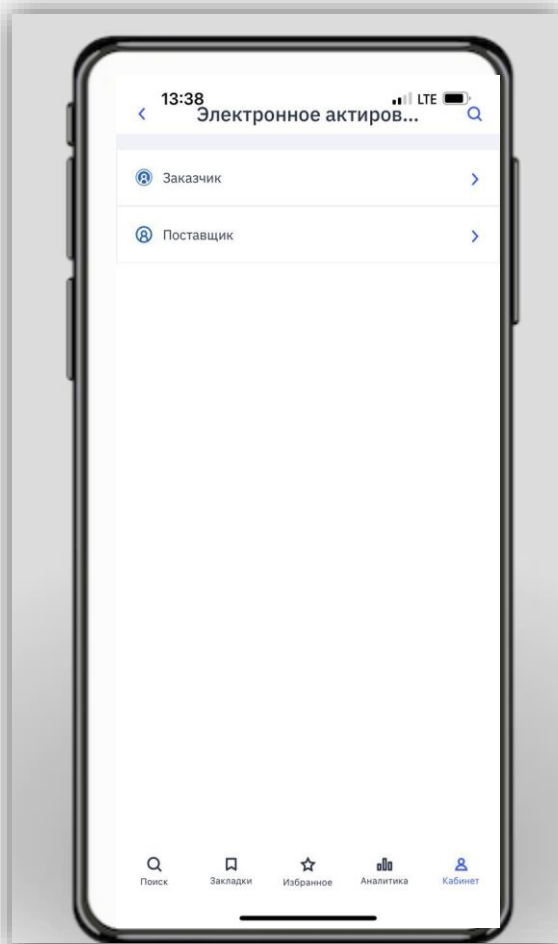 13:38
LTE
Электронное актиров...
Заказчик
Поставщик
Поиск Закладки Избранное Аналитика Кабинет